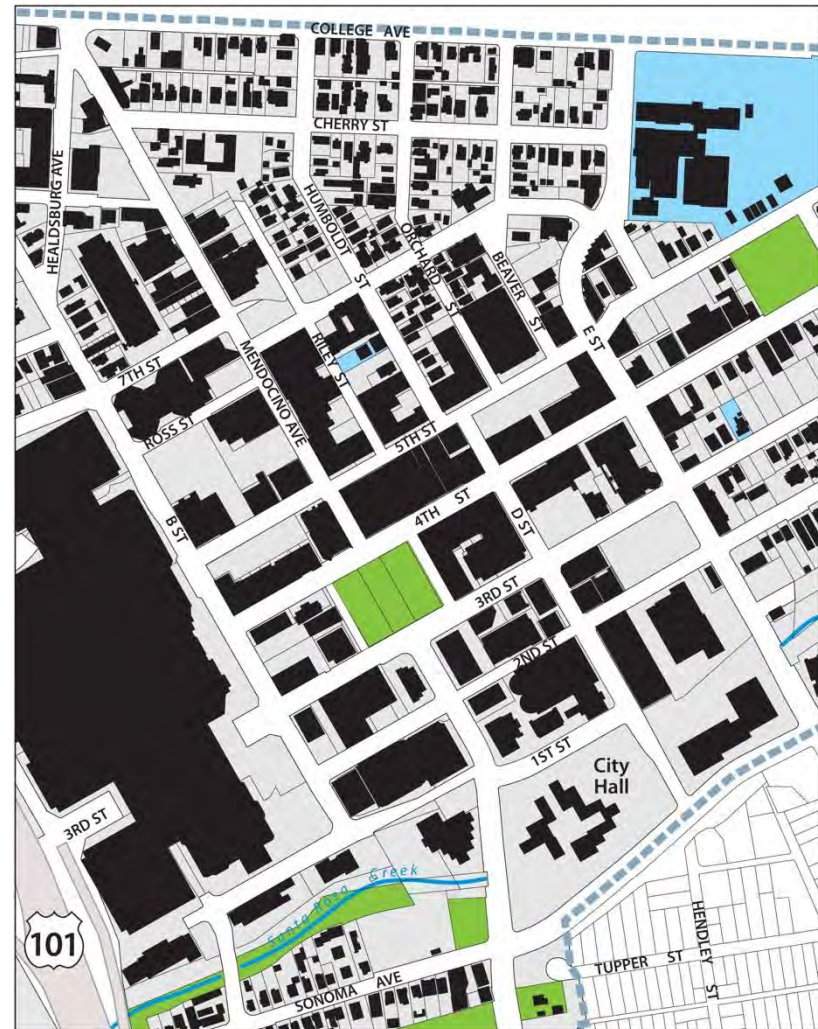 COLLEGE AVE
CHERRY ST
HEALDSBURG AVE
HUMBOLDT ST
ORCHARD ST
BEAVER ST
E ST
7TH ST
MENDOCINO AVE
RILEY ST
ROSS ST
5TH ST
4TH ST
B ST
D ST
3RD ST
2ND ST
1ST ST
City
Hall
3RD ST
Santa Rosa Creek
101
HENDLEY ST
TUPPER ST
SONOMA AVE